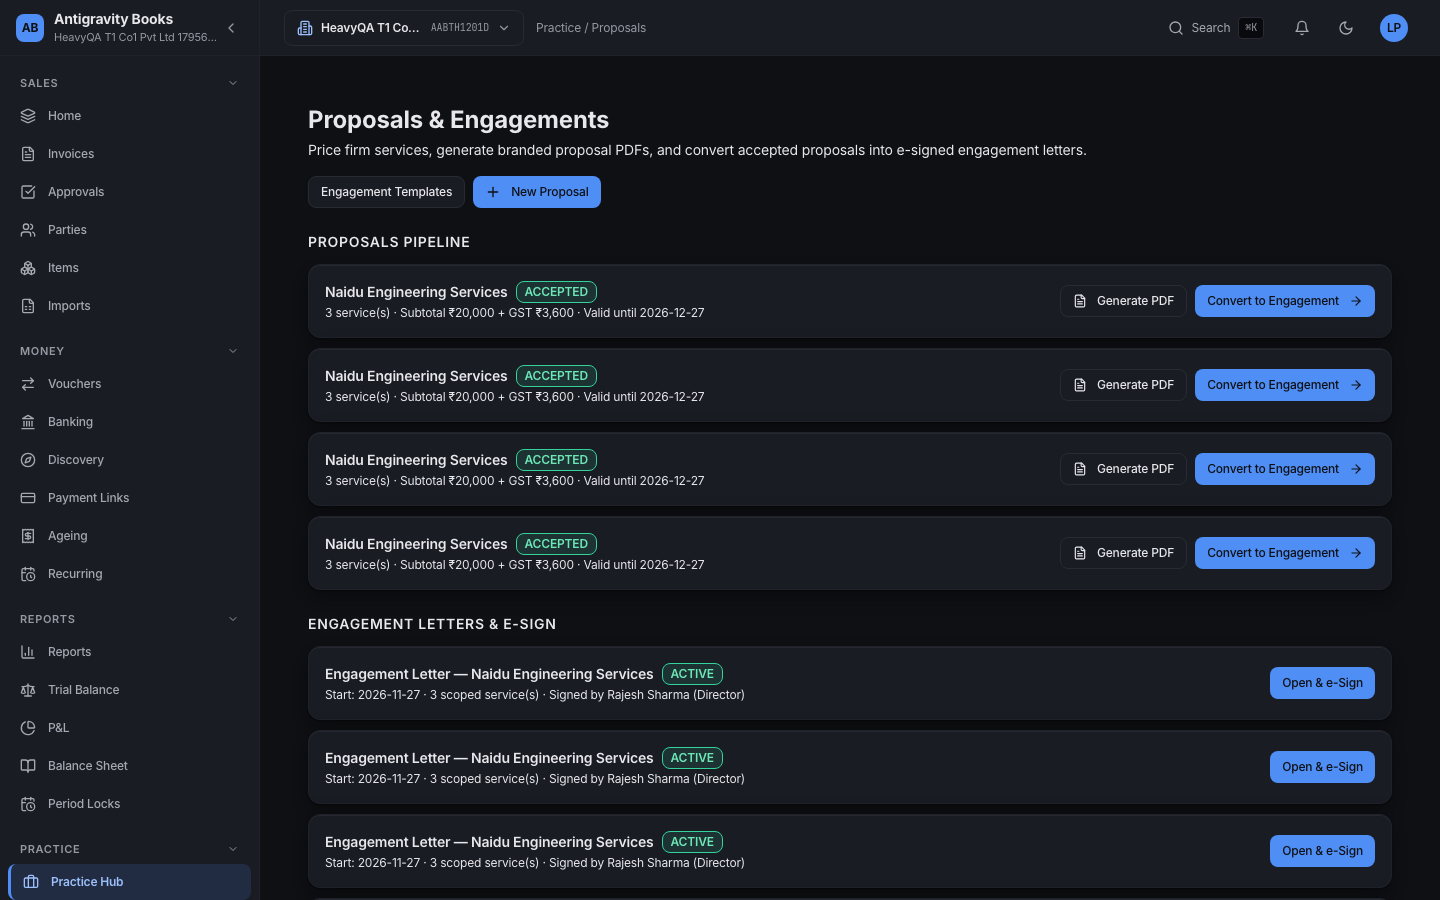 AB
Antigravity Books
HeavyQA T1 Co1 Pvt Ltd 17956...
HeavyQA T1 Co... AABTH1201D
Practice / Proposals
Search ⌘K
LP
SALES
Home
Invoices
Approvals
Parties
Items
Imports
MONEY
Vouchers
Banking
Discovery
Payment Links
Ageing
Recurring
REPORTS
Reports
Trial Balance
P&L
Balance Sheet
Period Locks
PRACTICE
Practice Hub
Proposals & Engagements
Price firm services, generate branded proposal PDFs, and convert accepted proposals into e-signed engagement letters.
Engagement Templates
New Proposal
PROPOSALS PIPELINE
Naidu Engineering Services ACCEPTED
3 service(s) · Subtotal ₹20,000 + GST ₹3,600 · Valid until 2026-12-27
Generate PDF
Convert to Engagement
Naidu Engineering Services ACCEPTED
3 service(s) · Subtotal ₹20,000 + GST ₹3,600 · Valid until 2026-12-27
Generate PDF
Convert to Engagement
Naidu Engineering Services ACCEPTED
3 service(s) · Subtotal ₹20,000 + GST ₹3,600 · Valid until 2026-12-27
Generate PDF
Convert to Engagement
Naidu Engineering Services ACCEPTED
3 service(s) · Subtotal ₹20,000 + GST ₹3,600 · Valid until 2026-12-27
Generate PDF
Convert to Engagement
ENGAGEMENT LETTERS & E-SIGN
Engagement Letter — Naidu Engineering Services ACTIVE
Start: 2026-11-27 · 3 scoped service(s) · Signed by Rajesh Sharma (Director)
Open & e-Sign
Engagement Letter — Naidu Engineering Services ACTIVE
Start: 2026-11-27 · 3 scoped service(s) · Signed by Rajesh Sharma (Director)
Open & e-Sign
Engagement Letter — Naidu Engineering Services ACTIVE
Start: 2026-11-27 · 3 scoped service(s) · Signed by Rajesh Sharma (Director)
Open & e-Sign